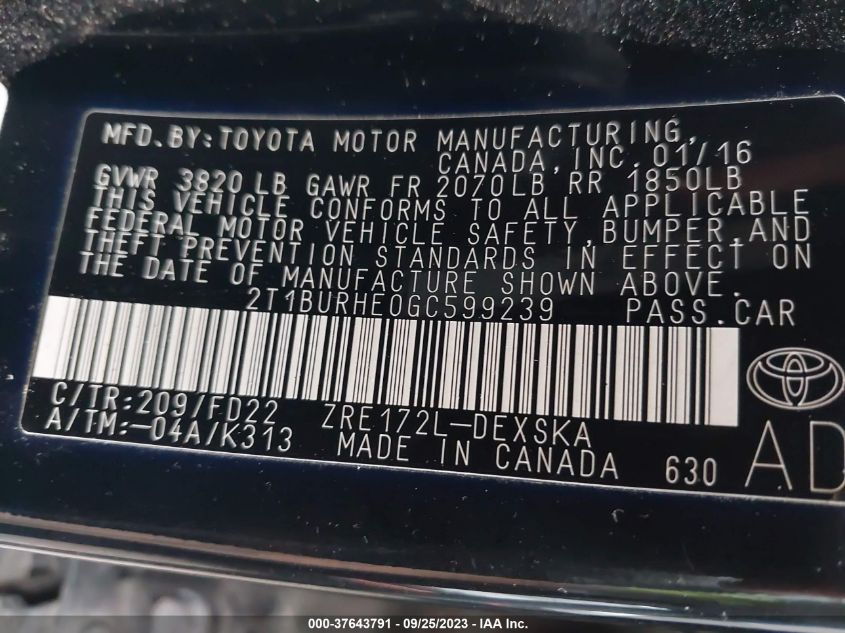 MFD. BY: TOYOTA MOTOR MANUFACTURING,
CANADA, INC. 01/16
GVWR 3820 LB GAWR FR 2070LB RR 1850LB
THIS VEHICLE CONFORMS TO ALL APPLICABLE
FEDERAL MOTOR VEHICLE SAFETY, BUMPER, AND
THEFT PREVENTION STANDARDS IN EFFECT ON
THE DATE OF MANUFACTURE SHOWN ABOVE.
2T1BURHE0GC599239 PASS.CAR
C/TR:209/FD22 ZRE172L-DEXSKA
A/TM:-04A/K313 MADE IN CANADA 630 AD
000-37643791 - 09/25/2023 - IAA Inc.